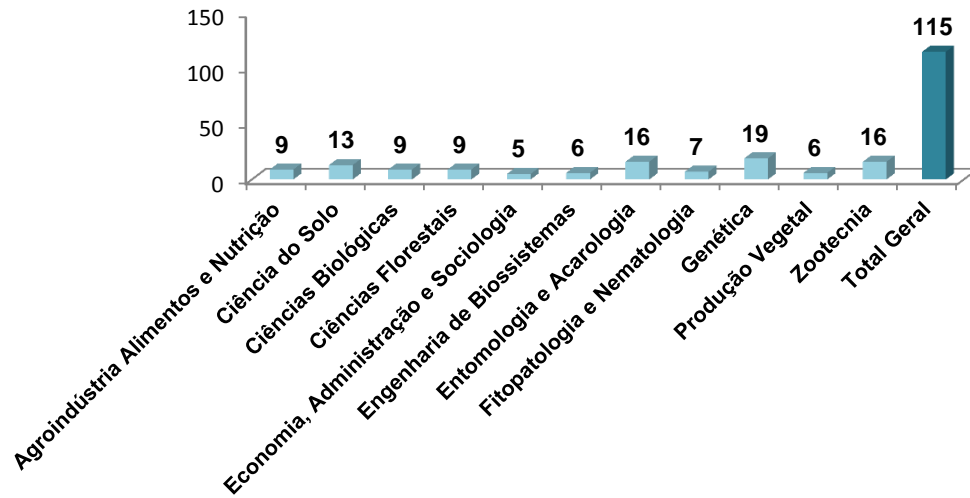 150
100
50
0
9
13
9
9
5
6
16
7
19
6
16
115
Agroindústria Alimentos e Nutrição
Ciência do Solo
Ciências Biológicas
Ciências Florestais
Economia, Administração e Sociologia
Engenharia de Biossistemas
Entomologia e Acarologia
Fitopatologia e Nematologia
Genética
Produção Vegetal
Zootecnia
Total Geral